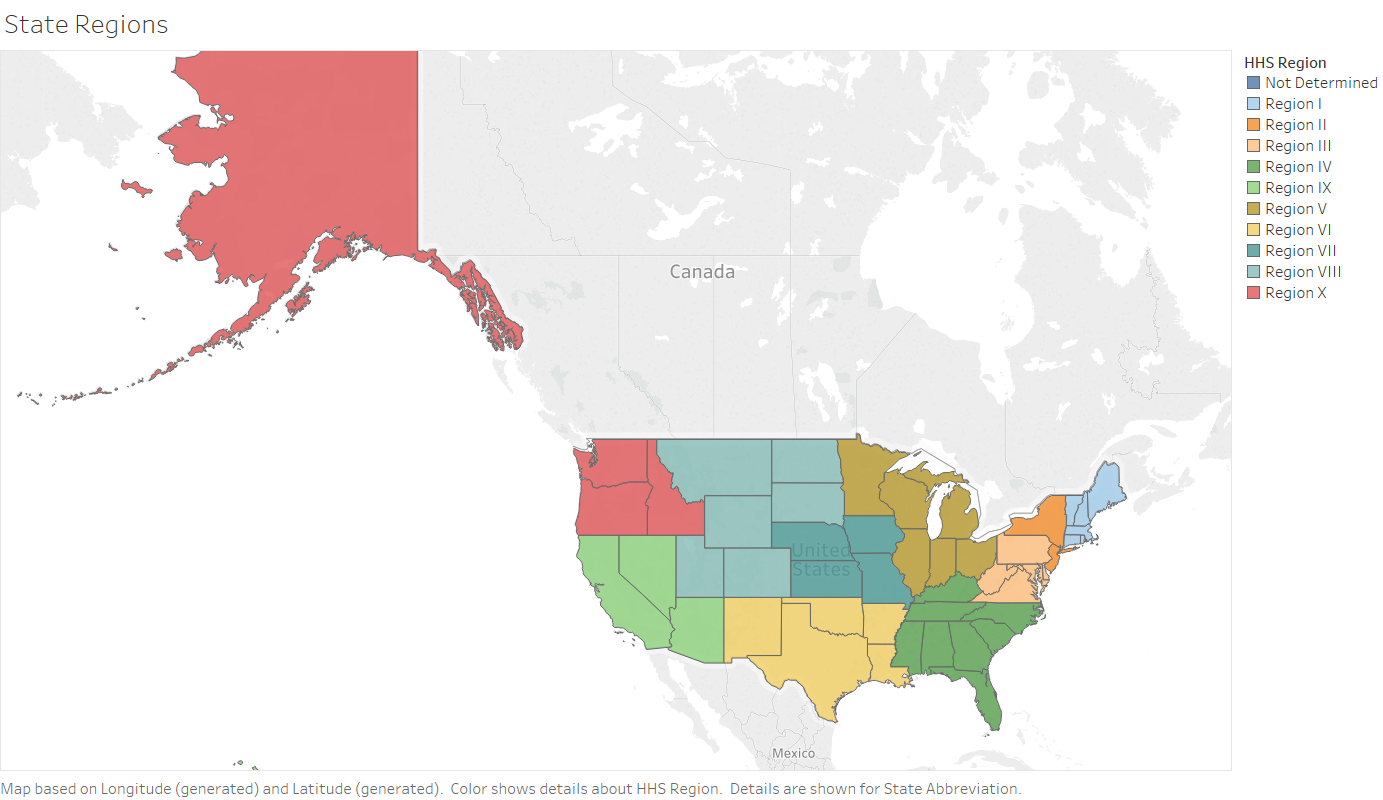 State Regions
HHS Region
Not Determined
Region I
Region II
Region III
Region IV
Region IX
Region V
Region VI
Region VII
Region VIII
Region X
Canada
United
States
Mexico
Map based on Longitude (generated) and Latitude (generated). Color shows details about HHS Region. Details are shown for State Abbreviation.